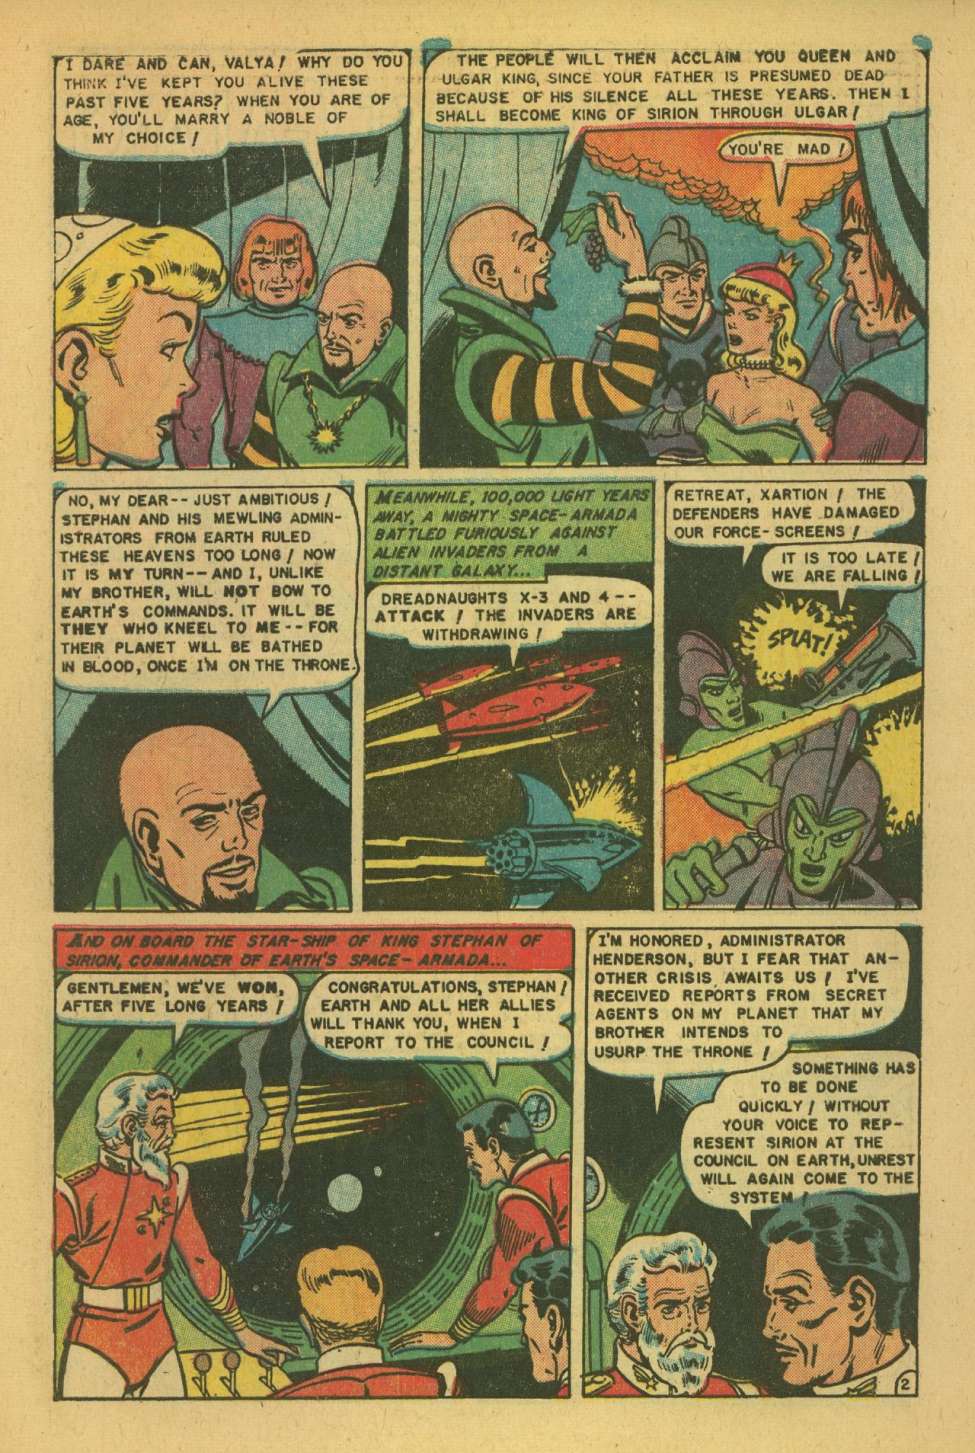 I DARE AND CAN, VALYA! WHY DO YOU
THINK I'VE KEPT YOU ALIVE THESE
PAST FIVE YEARS? WHEN YOU ARE OF
AGE, YOU'LL MARRY A NOBLE OF
MY CHOICE!
THE PEOPLE WILL THEN ACCLAIM YOU QUEEN AND
ULGAR KING, SINCE YOUR FATHER IS PRESUMED DEAD
BECAUSE OF HIS SILENCE ALL THESE YEARS. THEN I
SHALL BECOME KING OF SIRION THROUGH ULGAR!
YOU'RE MAD!
NO, MY DEAR-- JUST AMBITIOUS!
STEPHAN AND HIS MEWLING ADMIN-
ISTRATORS FROM EARTH RULED
THESE HEAVENS TOO LONG! NOW
IT IS MY TURN-- AND I, UNLIKE
MY BROTHER, WILL NOT BOW TO
EARTH'S COMMANDS. IT WILL BE
THEY WHO KNEEL TO ME-- FOR
THEIR PLANET WILL BE BATHED
IN BLOOD, ONCE I'M ON THE THRONE.
MEANWHILE, 100,000 LIGHT YEARS
AWAY, A MIGHTY SPACE-ARMADA
BATTLED FURIOUSLY AGAINST
ALIEN INVADERS FROM A
DISTANT GALAXY...
DREADNAUGHTS X-3 AND 4--
ATTACK! THE INVADERS ARE
WITHDRAWING!
RETREAT, XARTION! THE
DEFENDERS HAVE DAMAGED
OUR FORCE-SCREENS!
IT IS TOO LATE!
WE ARE FALLING!
SPLAT!
AND ON BOARD THE STAR-SHIP OF KING STEPHAN OF
SIRION, COMMANDER OF EARTH'S SPACE-ARMADA...
GENTLEMEN, WE'VE WON,
AFTER FIVE LONG YEARS!
CONGRATULATIONS, STEPHAN!
EARTH AND ALL HER ALLIES
WILL THANK YOU, WHEN I
REPORT TO THE COUNCIL!
I'M HONORED, ADMINISTRATOR
HENDERSON, BUT I FEAR THAT AN-
OTHER CRISIS AWAITS US! I'VE
RECEIVED REPORTS FROM SECRET
AGENTS ON MY PLANET THAT MY
BROTHER INTENDS TO
USURP THE THRONE!
SOMETHING HAS
TO BE DONE
QUICKLY! WITHOUT
YOUR VOICE TO REP-
RESENT SIRION AT THE
COUNCIL ON EARTH, UNREST
WILL AGAIN COME TO THE
SYSTEM!
2